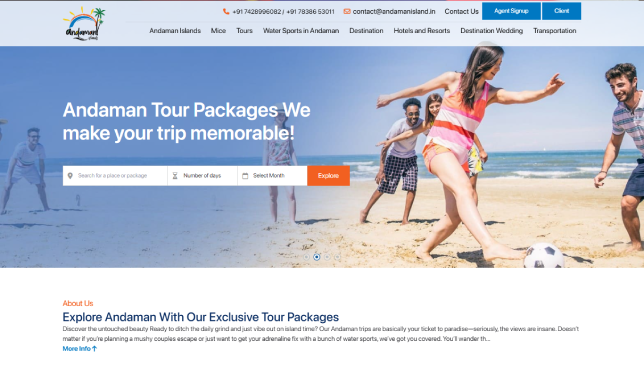 +91 7428996082 / +91 78386 53011 contact@andamanisland.in Contact Us Agent Signup Client
andamani
Andaman Islands Mice Tours Water Sports in Andaman Destination Hotels and Resorts Destination Wedding Transportation
Andaman Tour Packages We
make your trip memorable!
Search for a place or package Number of days Select Month Explore
About Us
Explore Andaman With Our Exclusive Tour Packages
Discover the untouched beauty Ready to ditch the daily grind and just vibe out on island time? Our Andaman trips are basically your ticket to paradise—seriously, the views are insane. Doesn't
matter if you're planning a mushy couples escape or just want to get your adrenaline fix with a bunch of water sports, we've got you covered. You'll wander th...
More Info